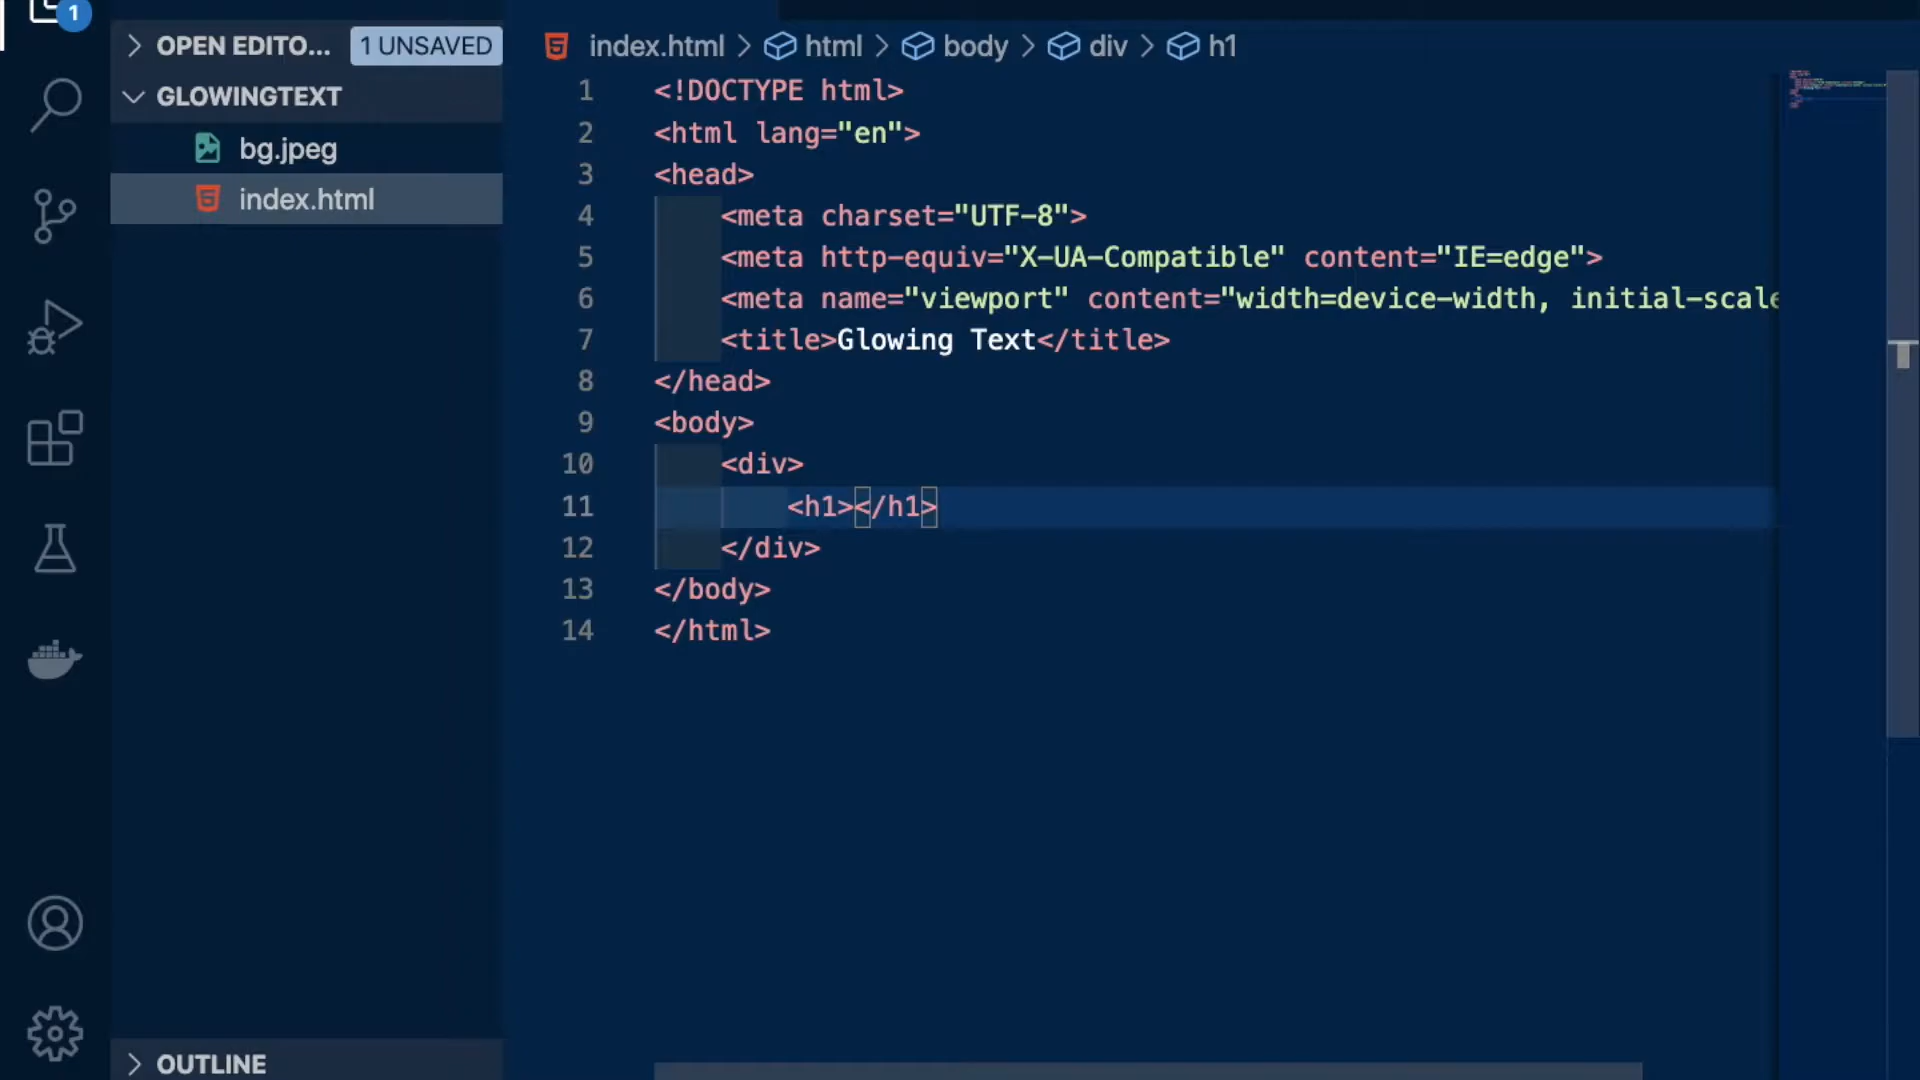 1
OPEN EDITO... 1 UNSAVED
GLOWINGTEXT
bg.jpeg
index.html
OUTLINE
index.html > html > body > div > h1
1 <!DOCTYPE html>
2 <html lang="en">
3 <head>
4 <meta charset="UTF-8">
5 <meta http-equiv="X-UA-Compatible" content="IE=edge">
6 <meta name="viewport" content="width=device-width, initial-scale
7 <title>Glowing Text</title>
8 </head>
9 <body>
10 <div>
11 <h1></h1>
12 </div>
13 </body>
14 </html>